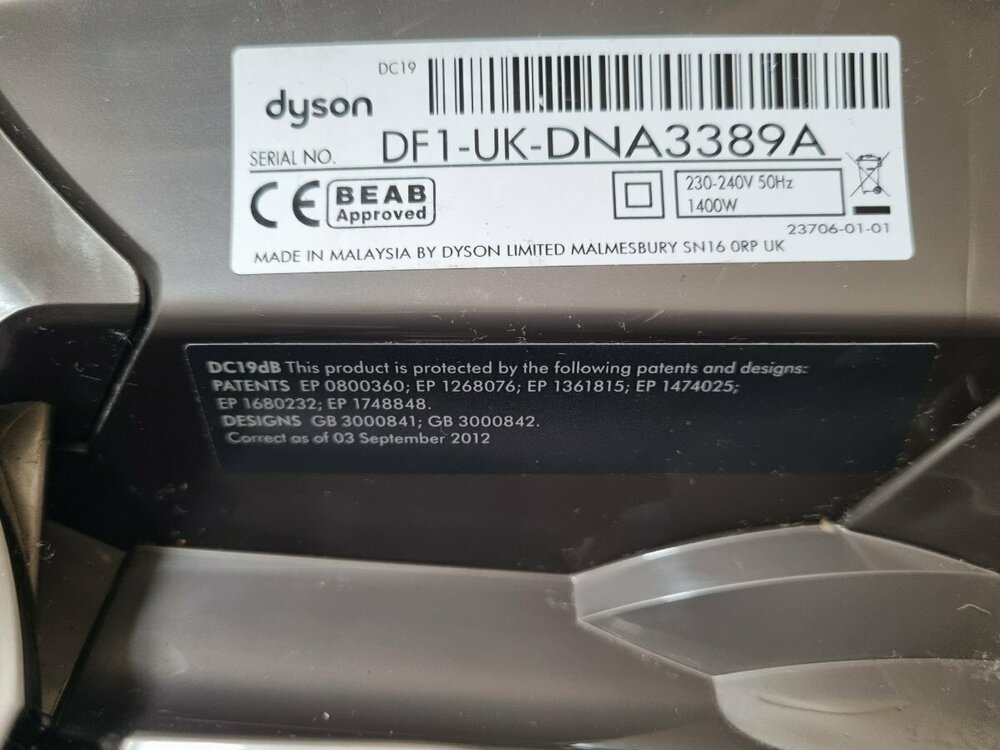 DC19
dyson
SERIAL NO. DF1-UK-DNA3389A
CE BEAB Approved
230-240V 50Hz
1400W
23706-01-01
MADE IN MALAYSIA BY DYSON LIMITED MALMESBURY SN16 0RP UK
DC19dB This product is protected by the following patents and designs:
PATENTS EP 0800360; EP 1268076; EP 1361815; EP 1474025;
EP 1680232; EP 1748848.
DESIGNS GB 3000841; GB 3000842.
Correct as of 03 September 2012